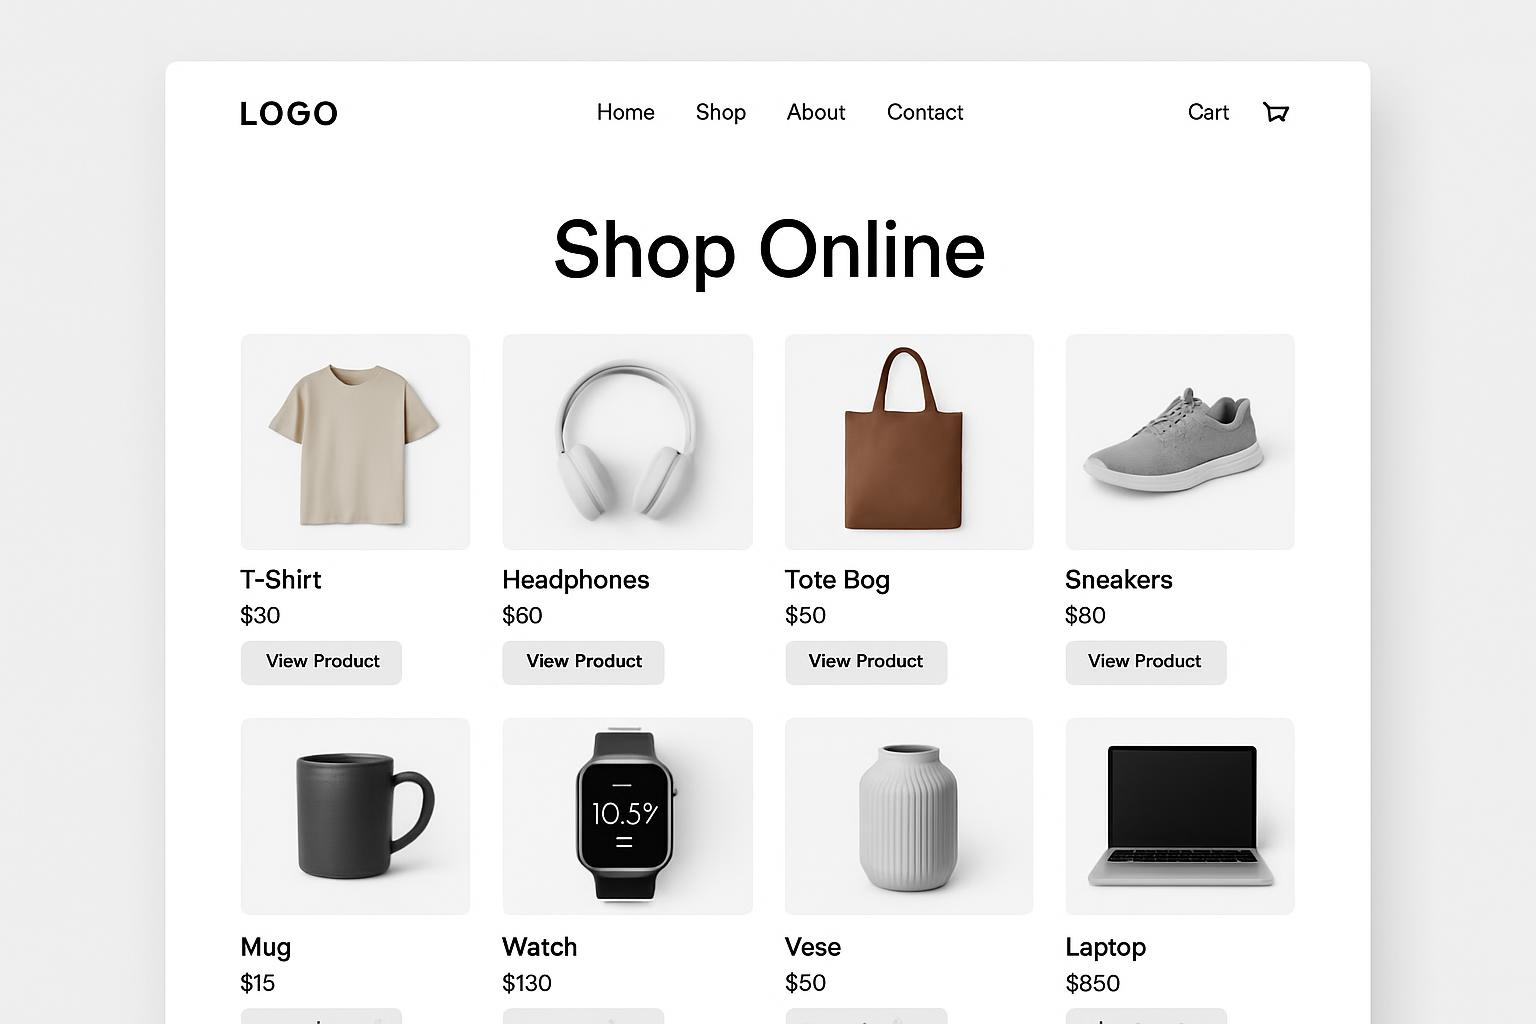 LOGO
Home Shop About Contact
Cart
Shop Online
T-Shirt
$30
View Product
Headphones
$60
View Product
Tote Bog
$50
View Product
Sneakers
$80
View Product
Mug
$15
Watch
$130
10.5%
Vese
$50
Laptop
$850